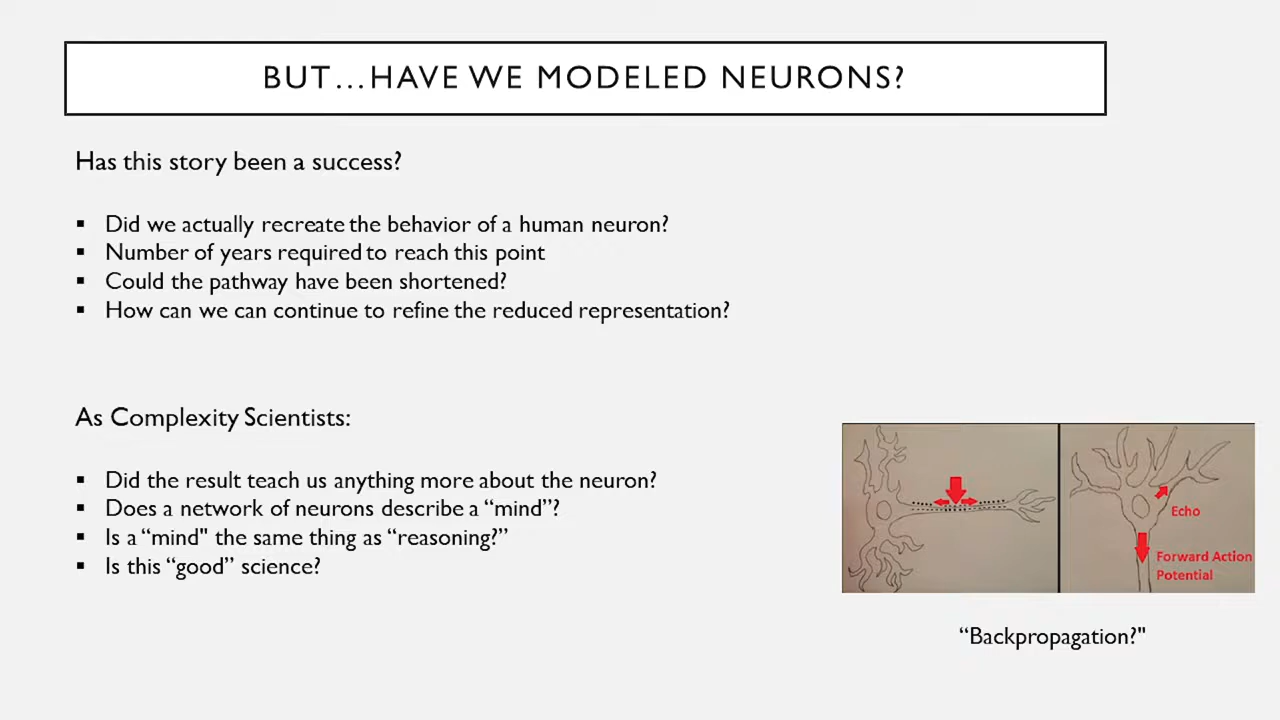 BUT...HAVE WE MODELED NEURONS?
Has this story been a success?
▪ Did we actually recreate the behavior of a human neuron?
▪ Number of years required to reach this point
▪ Could the pathway have been shortened?
▪ How can we can continue to refine the reduced representation?
As Complexity Scientists:
▪ Did the result teach us anything more about the neuron?
▪ Does a network of neurons describe a “mind”?
▪ Is a “mind" the same thing as “reasoning?”
▪ Is this “good” science?
Echo
Forward Action
Potential
“Backpropagation?"